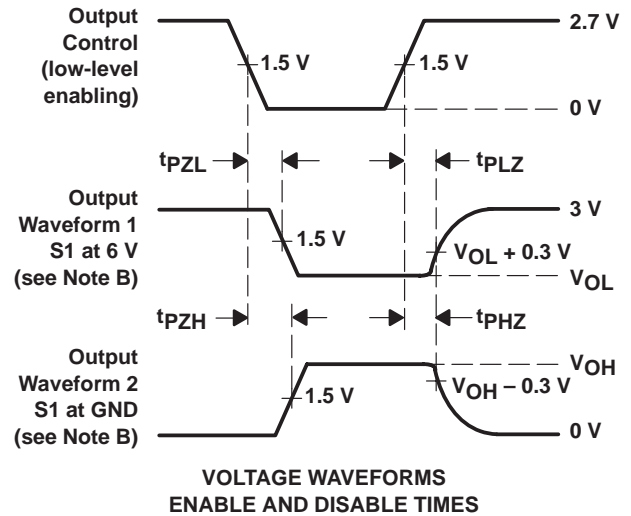 Output
Control
(low-level
enabling)
1.5 V
1.5 V
2.7 V
0 V
tPZL
tPLZ
Output
Waveform 1
S1 at 6 V
(see Note B)
1.5 V
3 V
VOL + 0.3 V
VOL
tPZH
tPHZ
Output
Waveform 2
S1 at GND
(see Note B)
1.5 V
VOH
VOH – 0.3 V
0 V
VOLTAGE WAVEFORMS
ENABLE AND DISABLE TIMES